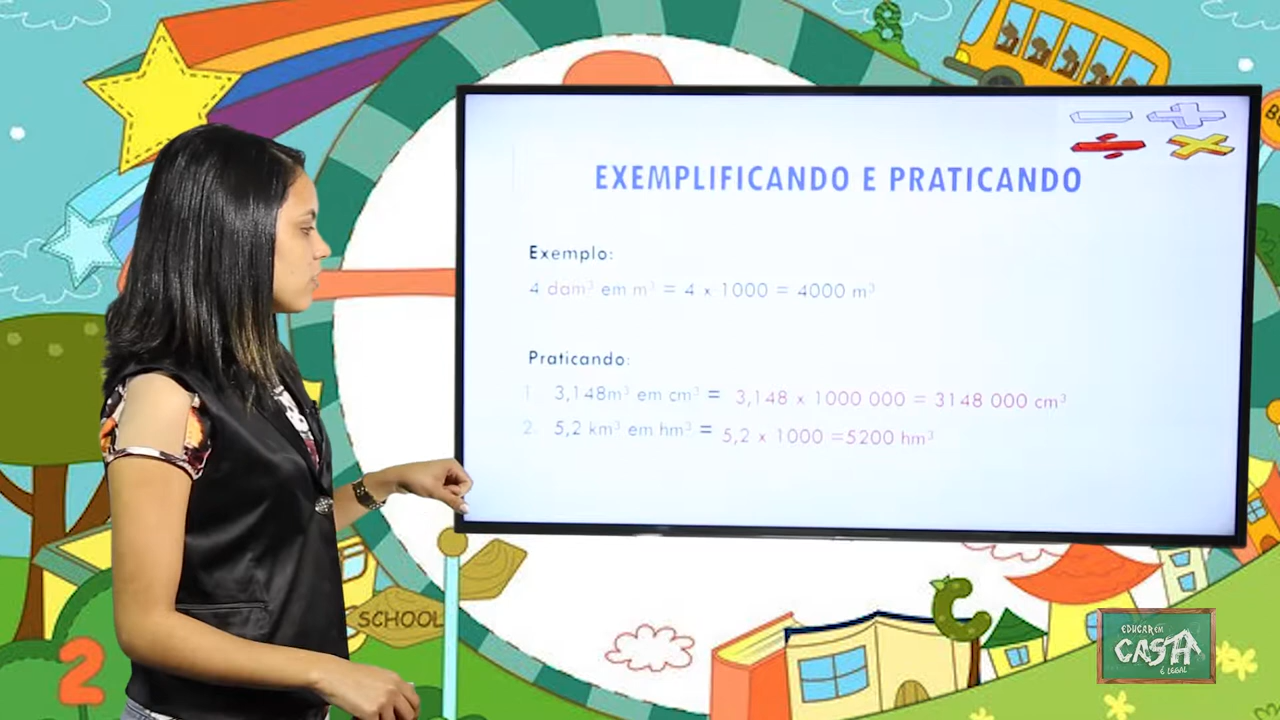 EXEMPLIFICANDO E PRATICANDO
Exemplo:
4 dam³ em m³ = 4 x 1000 = 4000 m³
Praticando:
1. 3,148m³ em cm³ = 3,148 x 1000 000 = 3148 000 cm³
2. 5,2 km³ em hm³ = 5,2 x 1000 =5200 hm³
SCHOOL
2
EDUCAR EM
CASA
É LEGAL